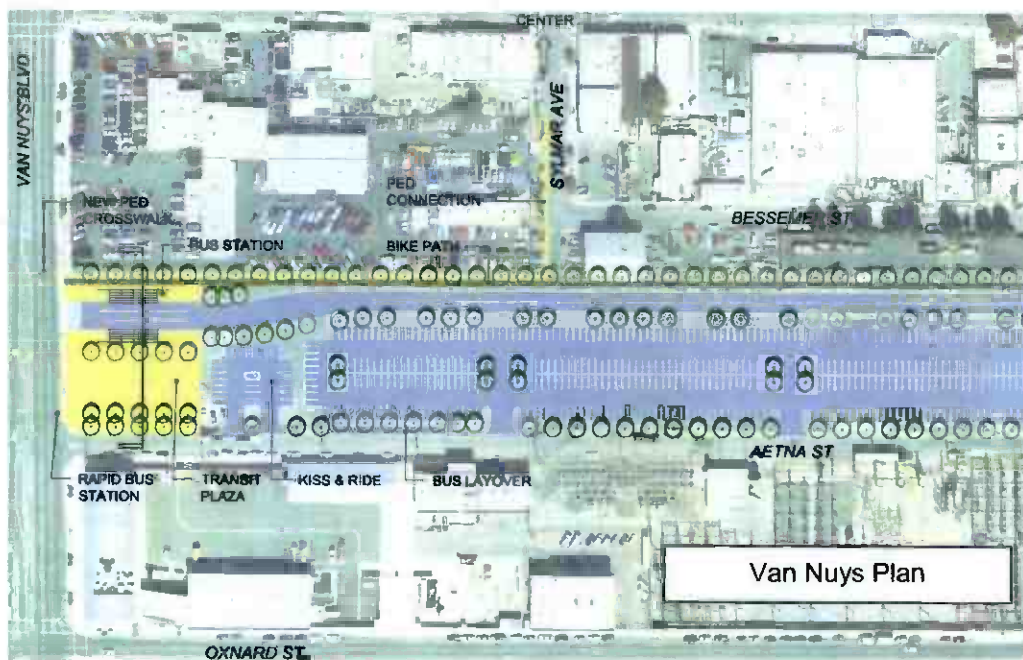 CENTER
VAN NUYS BLVD
SYLMAR AVE
PED
CONNECTION
NEW PED
CROSSWALK
BESSEMER ST
BUS STATION
BIKE PATH
AETNA ST
RAPID BUS
STATION
TRANSIT
PLAZA
KISS & RIDE
BUS LAYOVER
Van Nuys Plan
OXNARD ST